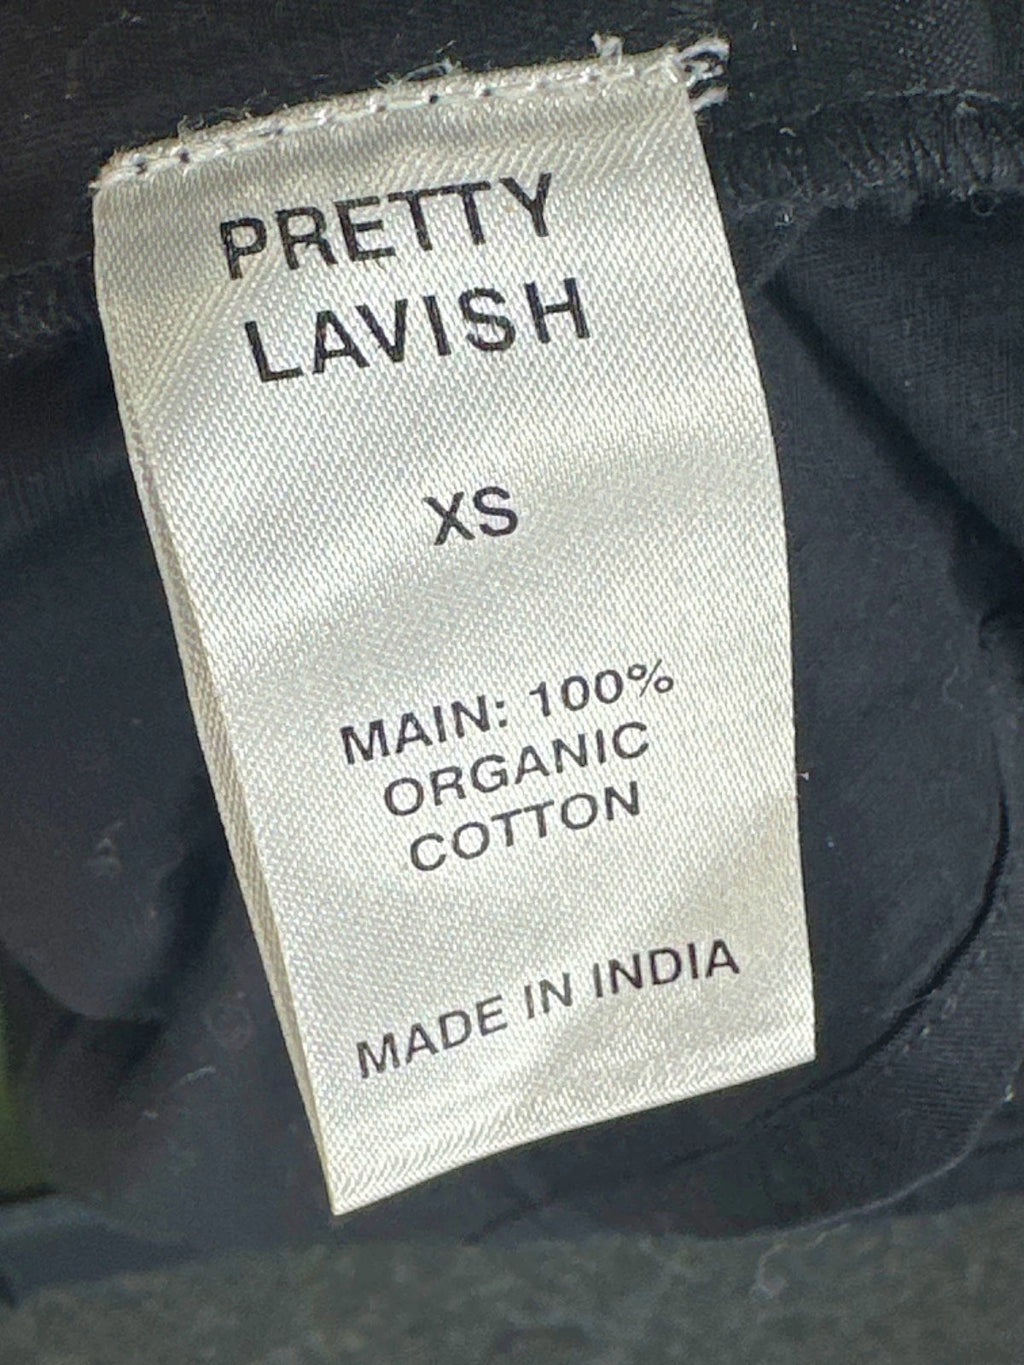 PRETTY
LAVISH
XS
MAIN: 100%
ORGANIC
COTTON
MADE IN INDIA